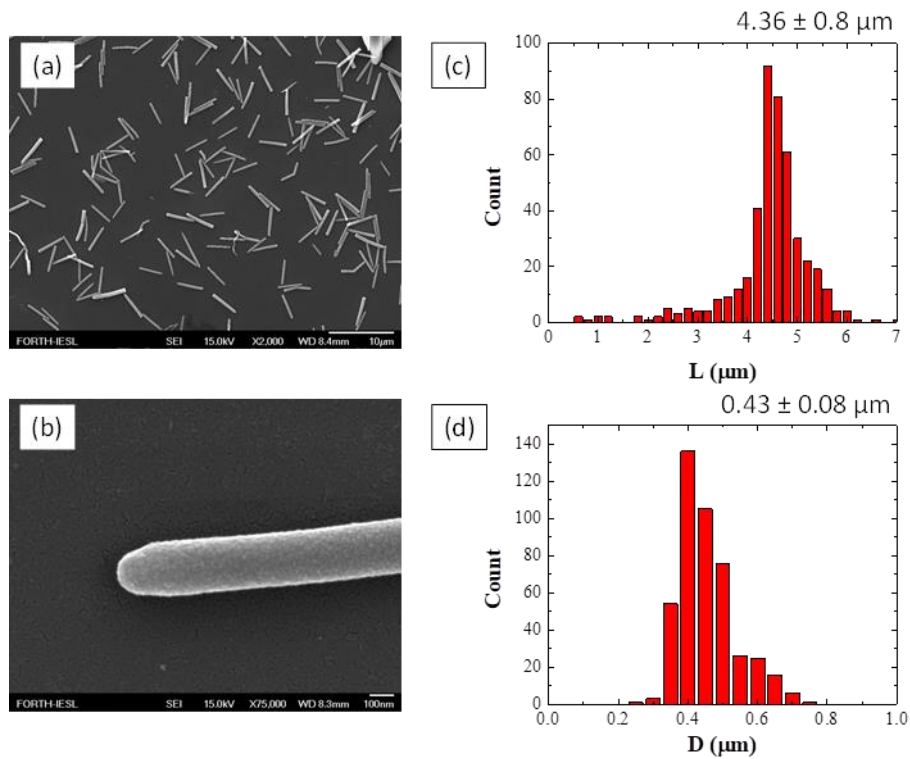 (a)
FORTH-IESL SEI 15.0kV X2,000 WD 8.4mm 10μm
(c)
4.36 ± 0.8 μm
100
80
60
40
20
0
Count
0 1 2 3 4 5 6 7
L (μm)
(b)
FORTH-IESL SEI 15.0kV X75,000 WD 8.3mm 100nm
(d)
0.43 ± 0.08 μm
140
120
100
80
60
40
20
0
Count
0.0 0.2 0.4 0.6 0.8 1.0
D (μm)